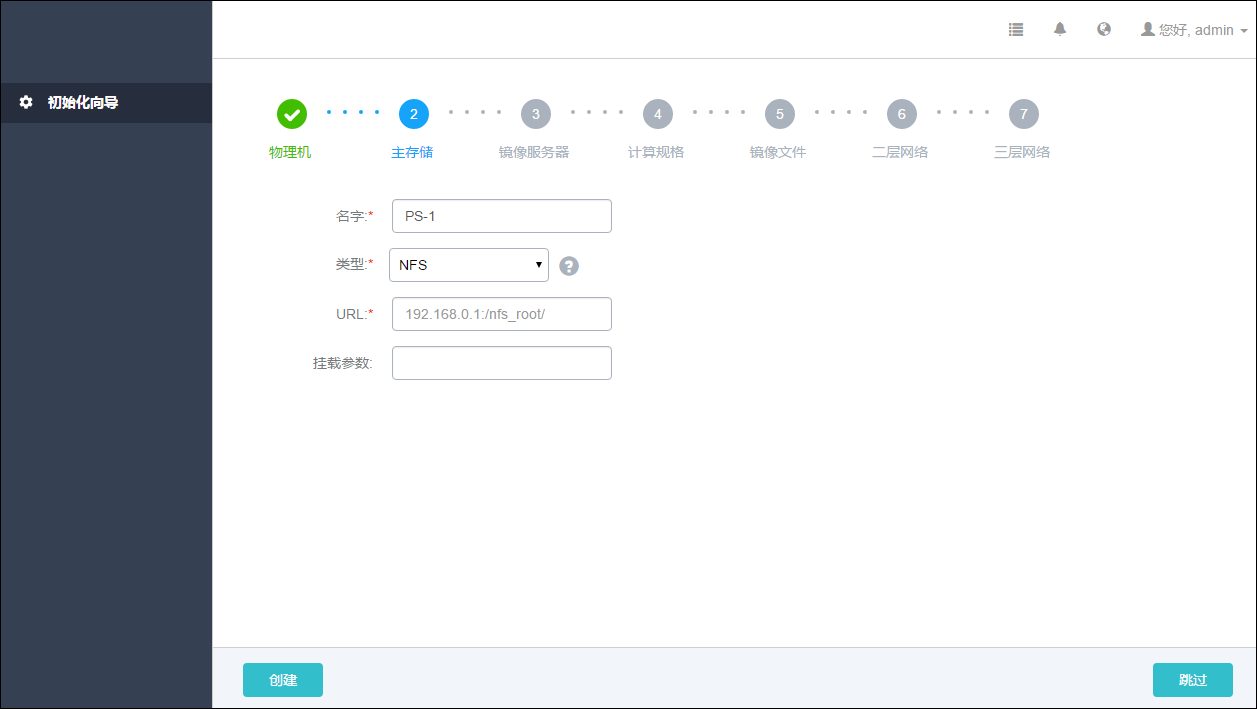 您好, admin
初始化向导
2 3 4 5 6 7
物理机 主存储 镜像服务器 计算规格 镜像文件 二层网络 三层网络
名字:* PS-1
类型:* NFS ?
URL:* 192.168.0.1:/nfs_root/
挂载参数:
创建 跳过